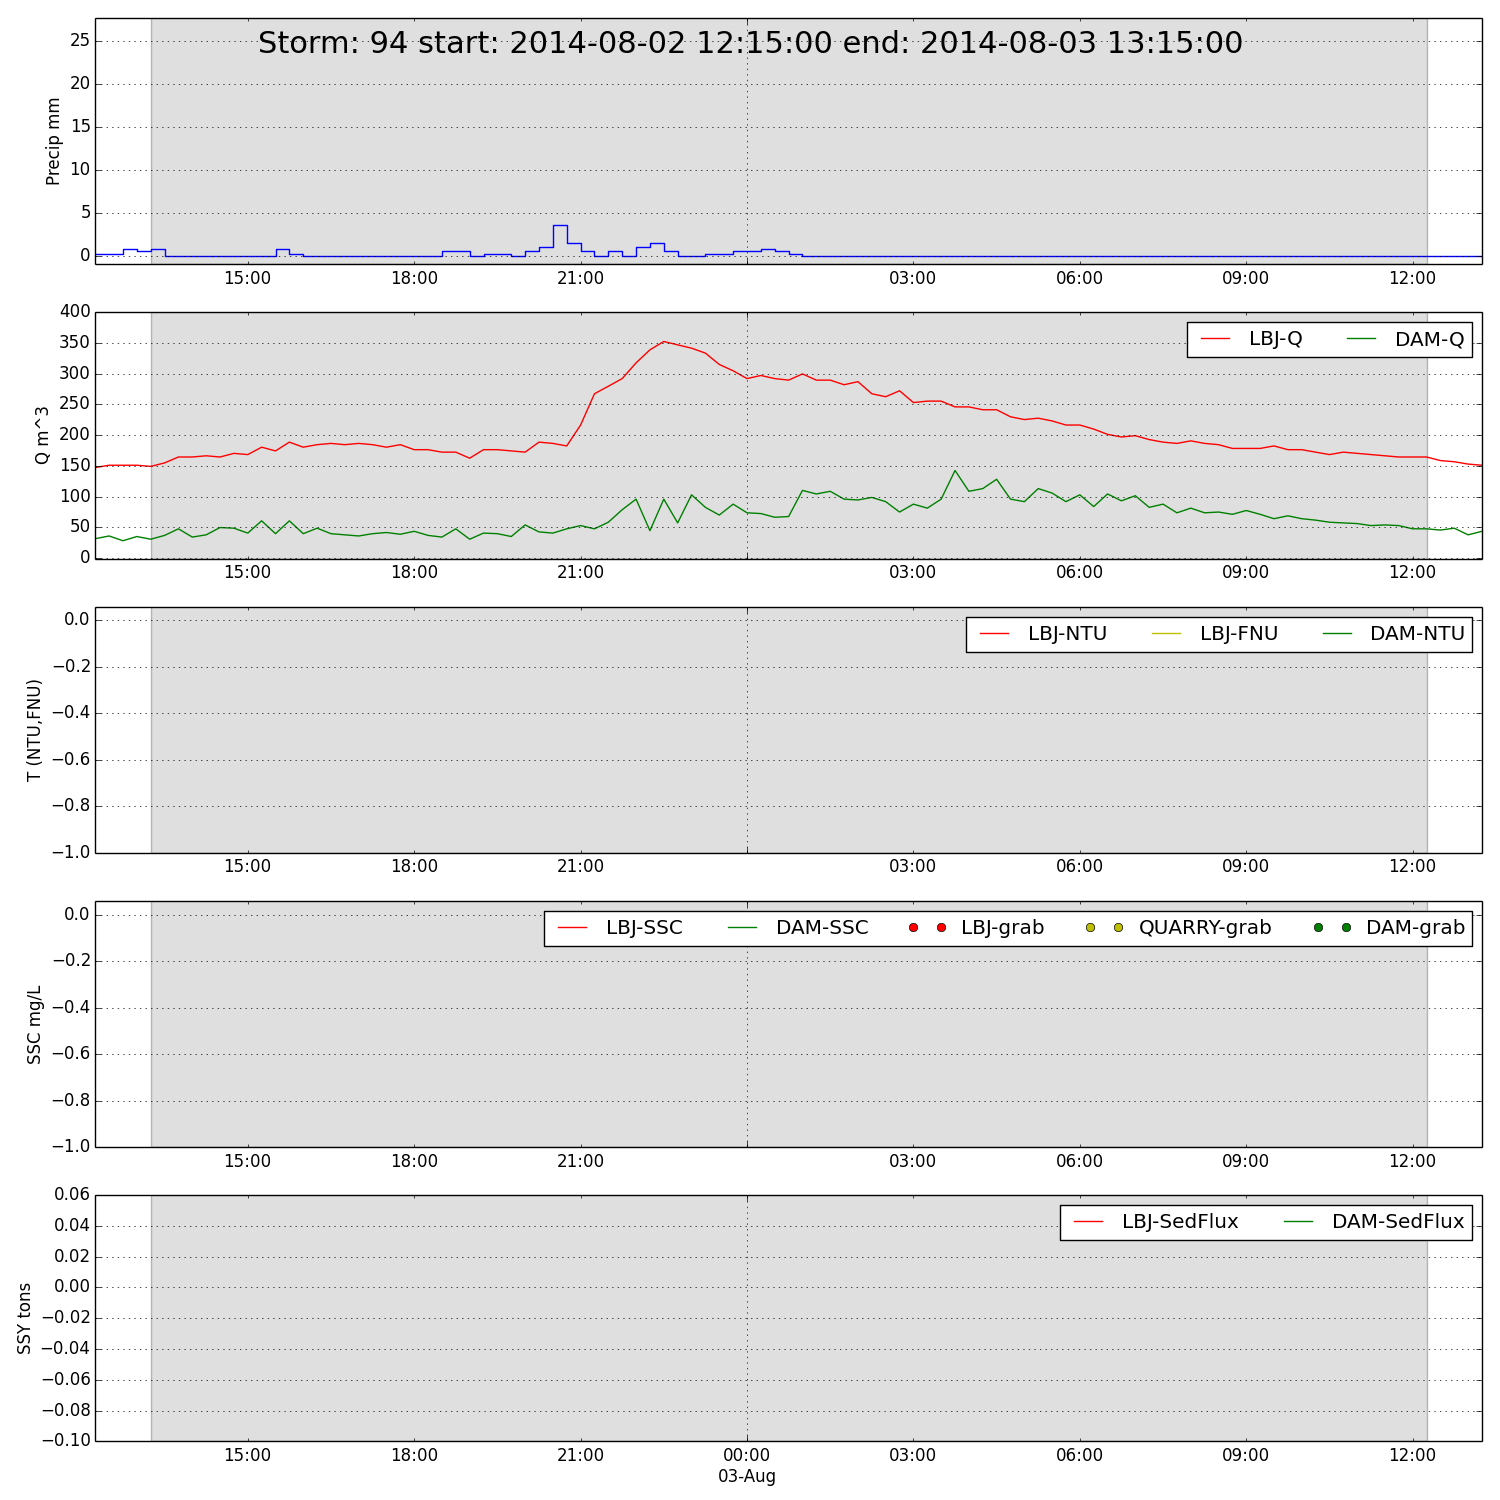 Storm: 94 start: 2014-08-02 12:15:00 end: 2014-08-03 13:15:00
Precip mm
25
20
15
10
5
0
15:00 18:00 21:00 03:00 06:00 09:00 12:00
Q m^3
LBJ-Q DAM-Q
400
350
300
250
200
150
100
50
0
15:00 18:00 21:00 03:00 06:00 09:00 12:00
T (NTU,FNU)
LBJ-NTU LBJ-FNU DAM-NTU
0.0
−0.2
−0.4
−0.6
−0.8
−1.0
15:00 18:00 21:00 03:00 06:00 09:00 12:00
SSC mg/L
LBJ-SSC DAM-SSC LBJ-grab QUARRY-grab DAM-grab
0.0
−0.2
−0.4
−0.6
−0.8
−1.0
15:00 18:00 21:00 03:00 06:00 09:00 12:00
SSY tons
LBJ-SedFlux DAM-SedFlux
0.06
0.04
0.02
0.00
−0.02
−0.04
−0.06
−0.08
−0.10
15:00 18:00 21:00 00:00 03:00 06:00 09:00 12:00
03-Aug